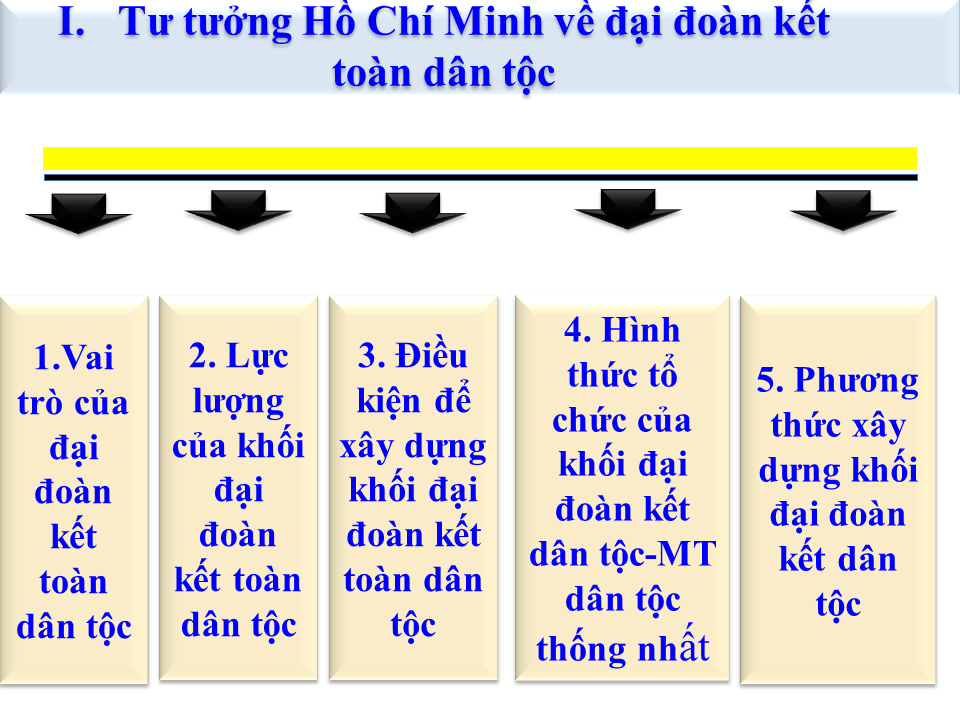 I. Tư tưởng Hồ Chí Minh về đại đoàn kết
toàn dân tộc
1.Vai
trò của
đại
đoàn
kết
toàn
dân tộc
2. Lực
lượng
của khối
đại
đoàn
kết toàn
dân tộc
3. Điều
kiện để
xây dựng
khối đại
đoàn kết
toàn dân
tộc
4. Hình
thức tổ
chức của
khối đại
đoàn kết
dân tộc-MT
dân tộc
thống nhất
5. Phương
thức xây
dựng khối
đại đoàn
kết dân
tộc